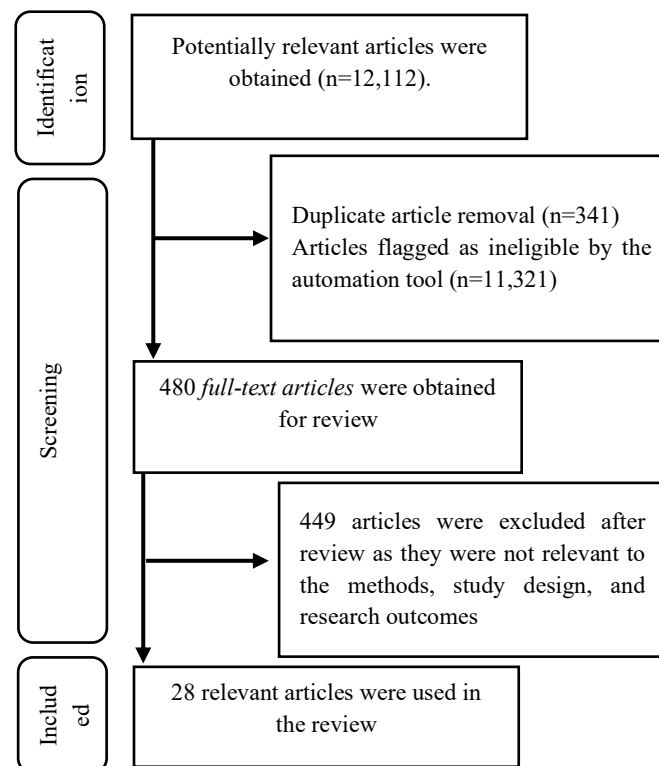 Identificat
ion
Potentially relevant articles were
obtained (n=12,112).
Screening
Duplicate article removal (n=341)
Articles flagged as ineligible by the
automation tool (n=11,321)
480 full-text articles were obtained
for review
449 articles were excluded after
review as they were not relevant to
the methods, study design, and
research outcomes
Includ
ed
28 relevant articles were used in
the review